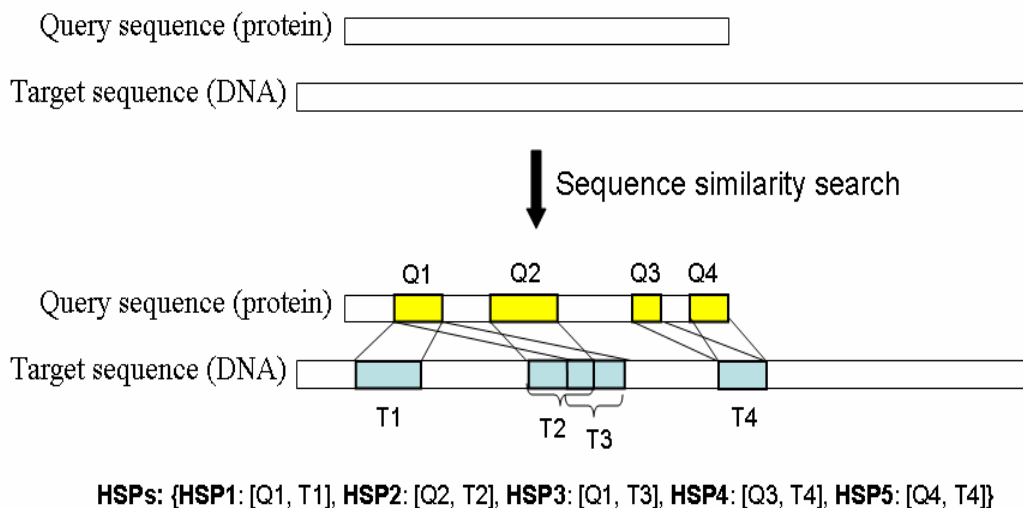 Query sequence (protein)
Target sequence (DNA)
Sequence similarity search
Q1 Q2 Q3 Q4
Query sequence (protein)
Target sequence (DNA)
T1 T2 T3 T4
HSPs: {HSP1: [Q1, T1], HSP2: [Q2, T2], HSP3: [Q1, T3], HSP4: [Q3, T4], HSP5: [Q4, T4]}